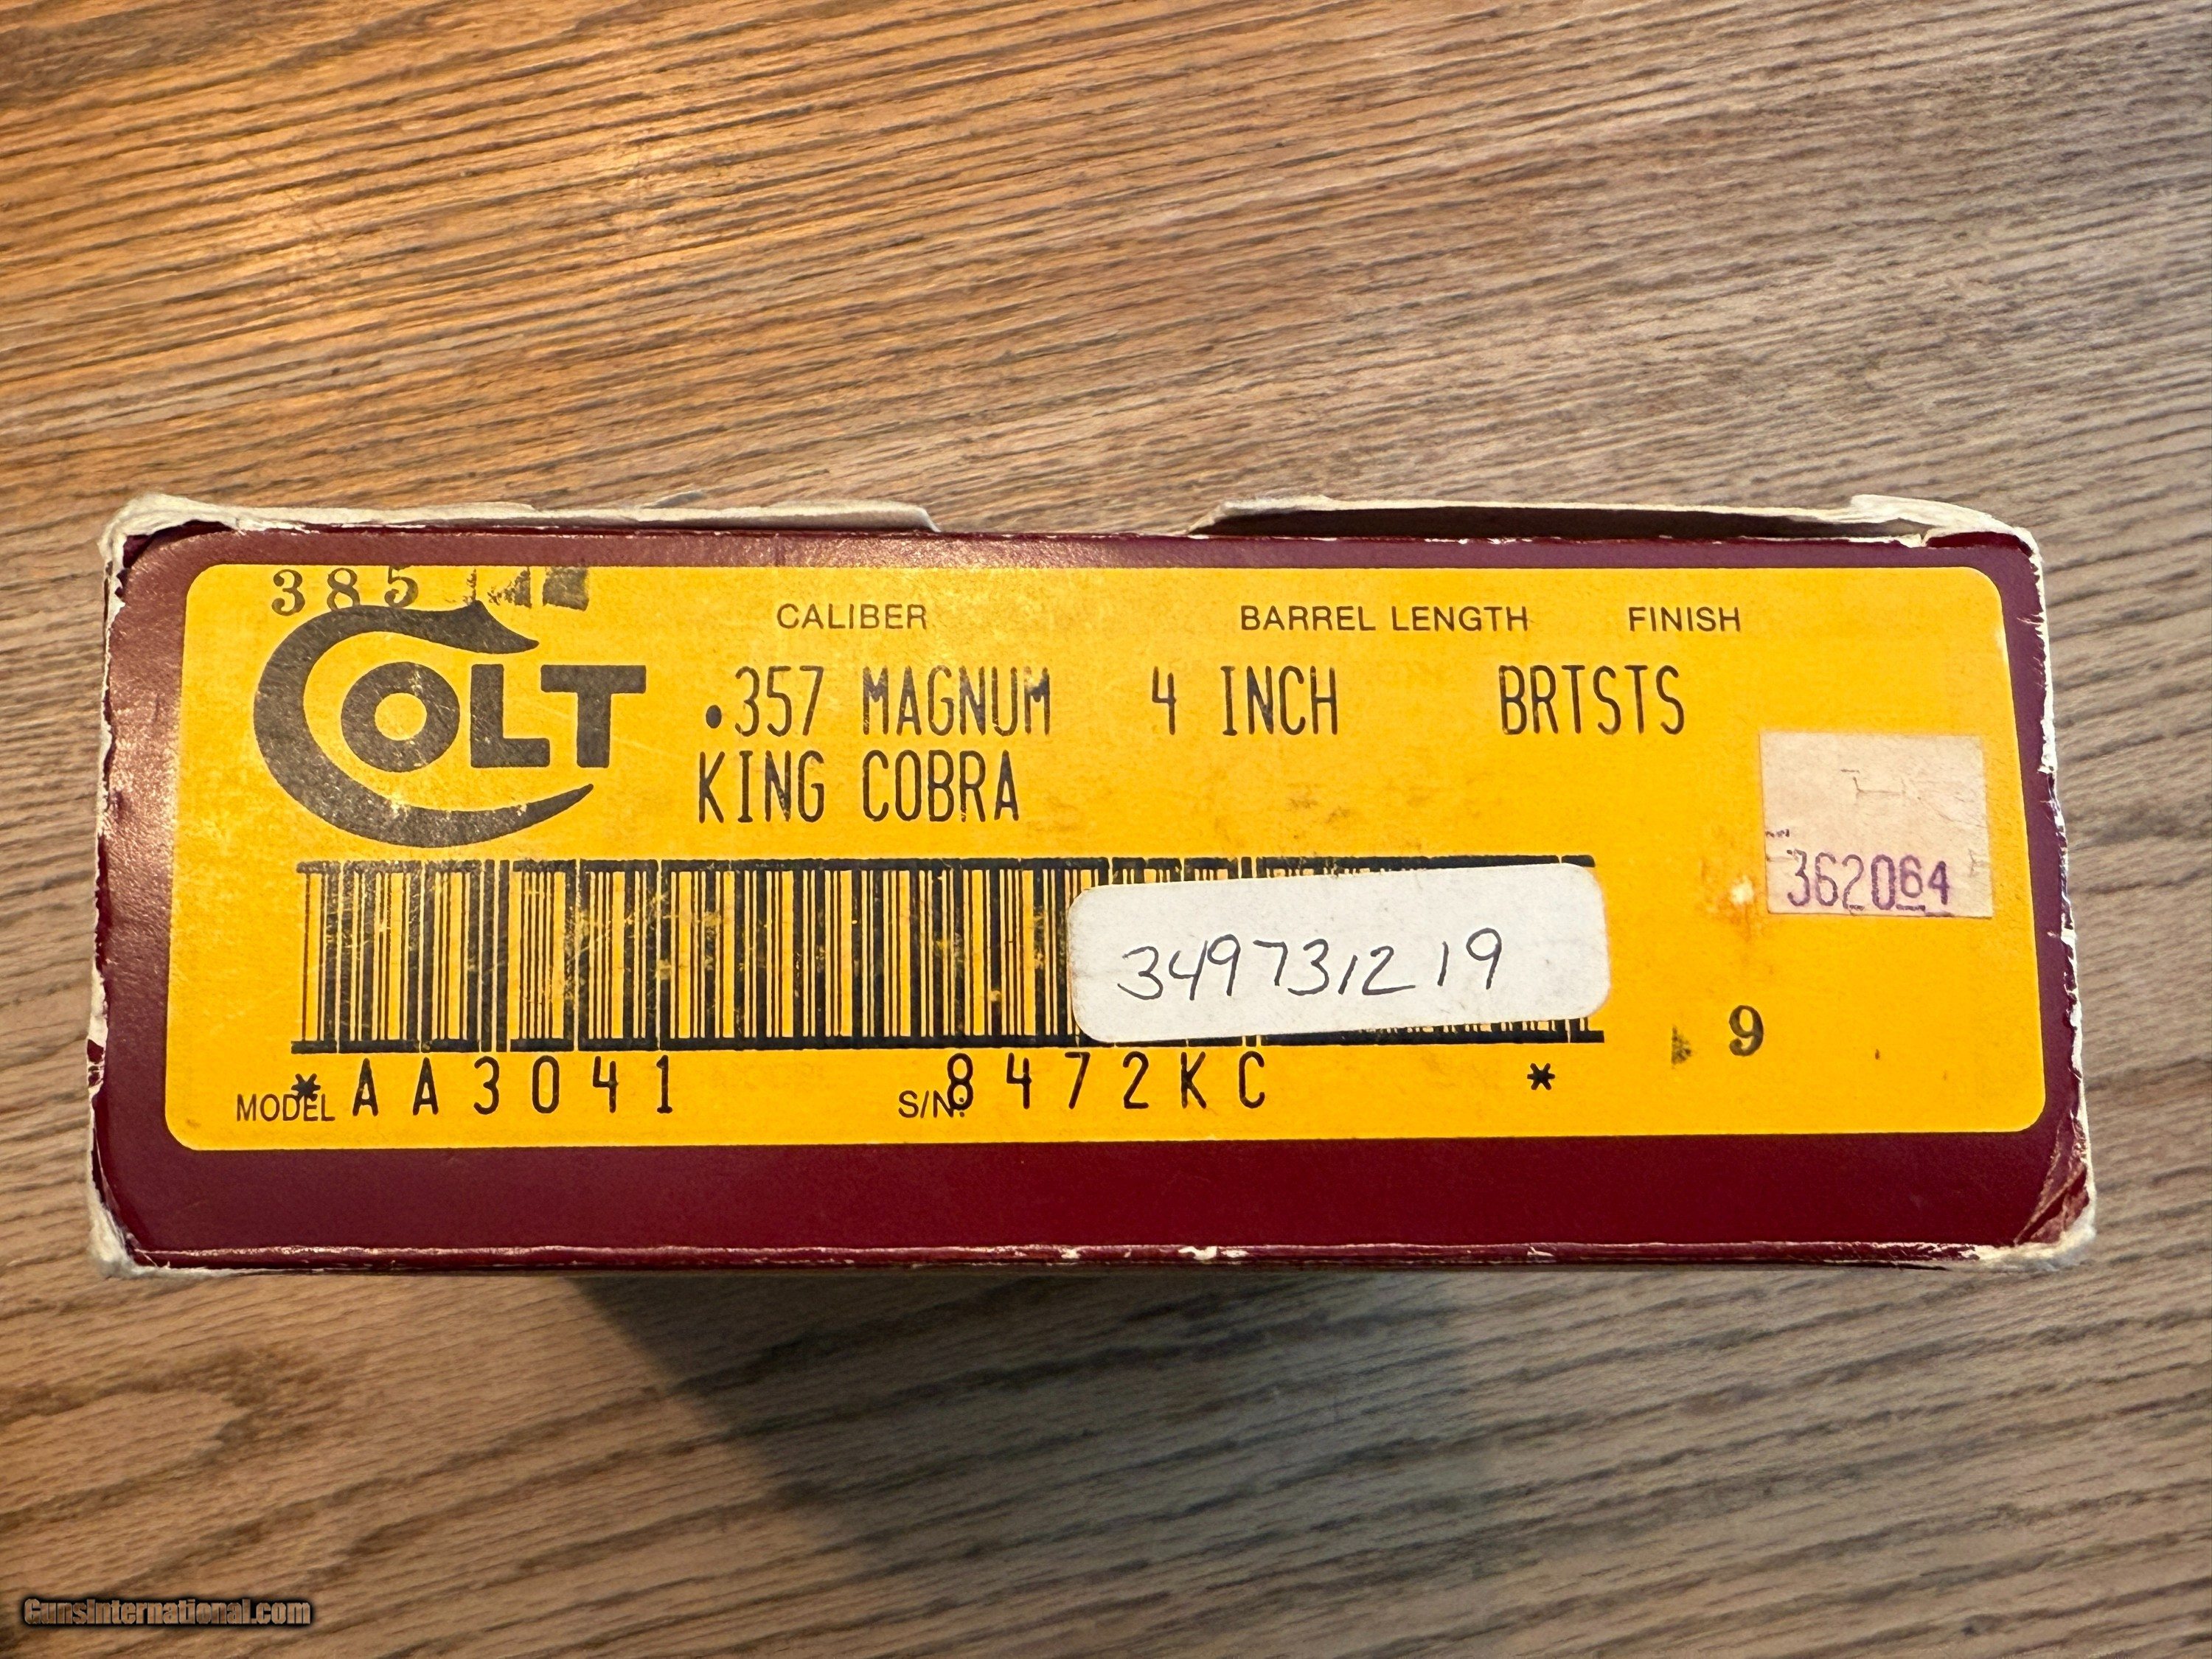 385
COLT
CALIBER BARREL LENGTH FINISH
.357 MAGNUM 4 INCH BRTSTS
KING COBRA
362064
349731219
9
MODEL *AA3041 S/N. 8472KC *
GunsInternational.com